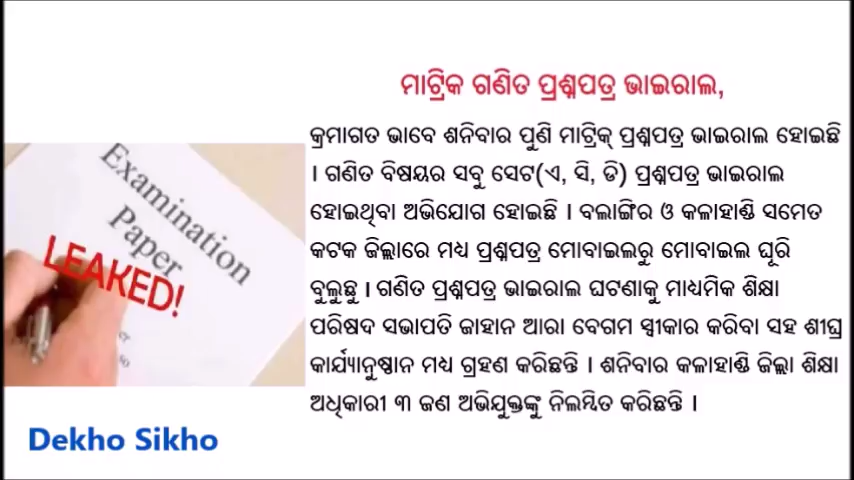 ମାଟ୍ରିକ ଗଣିତ ପ୍ରଶ୍ନପତ୍ର ଭାଇରାଲ,
କ୍ରମାଗତ ଭାବେ ଶନିବାର ପୁଣି ମାଟ୍ରିକ୍ ପ୍ରଶ୍ନପତ୍ର ଭାଇରାଲ ହୋଇଛି
। ଗଣିତ ବିଷୟର ସବୁ ସେଟ(ଏ, ସି, ଡି) ପ୍ରଶ୍ନପତ୍ର ଭାଇରାଲ
ହୋଇଥିବା ଅଭିଯୋଗ ହୋଇଛି । ବଲାଙ୍ଗିର ଓ କଳାହାଣ୍ଡି ସମେତ
କଟକ ଜିଲ୍ଲାରେ ମଧ୍ୟ ପ୍ରଶ୍ନପତ୍ର ମୋବାଇଲରୁ ମୋବାଇଲ ଘୂରି
ବୁଲୁଛୁ । ଗଣିତ ପ୍ରଶ୍ନପତ୍ର ଭାଇରାଲ ଘଟଣାକୁ ମାଧ୍ୟମିକ ଶିକ୍ଷା
ପରିଷଦ ସଭାପତି ଜାହାନ ଆରା ବେଗମ ସ୍ୱୀକାର କରିବା ସହ ଶୀଘ୍ର
କାର୍ଯ୍ୟାନୁଷ୍ଠାନ ମଧ୍ୟ ଗ୍ରହଣ କରିଛନ୍ତି । ଶନିବାର କଳାହାଣ୍ଡି ଜିଲ୍ଲା ଶିକ୍ଷା
ଅଧିକାରୀ ୩ ଜଣ ଅଭିଯୁକ୍ତଙ୍କୁ ନିଲମ୍ବିତ କରିଛନ୍ତି ।
Examination
Paper
LEAKED!
Dekho Sikho